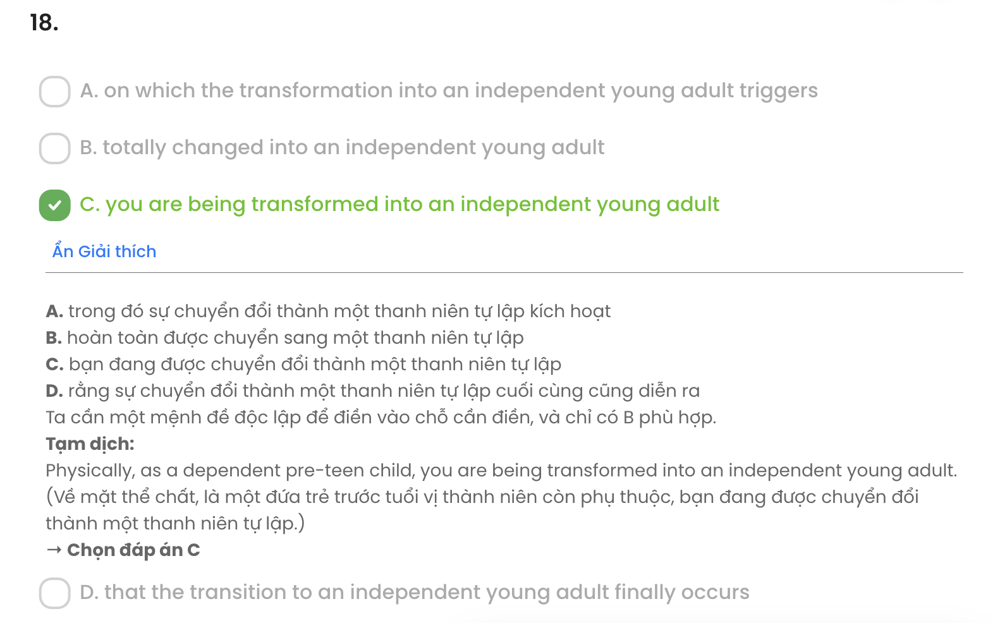 18.
A. on which the transformation into an independent young adult triggers
B. totally changed into an independent young adult
C. you are being transformed into an independent young adult
Ẩn Giải thích
A. trong đó sự chuyển đổi thành một thanh niên tự lập kích hoạt
B. hoàn toàn được chuyển sang một thanh niên tự lập
C. bạn đang được chuyển đổi thành một thanh niên tự lập
D. rằng sự chuyển đổi thành một thanh niên tự lập cuối cùng cũng diễn ra
Ta cần một mệnh đề độc lập để điền vào chỗ cần điền, và chỉ có B phù hợp.
Tạm dịch:
Physically, as a dependent pre-teen child, you are being transformed into an independent young adult.
(Về mặt thể chất, là một đứa trẻ trước tuổi vị thành niên còn phụ thuộc, bạn đang được chuyển đổi
thành một thanh niên tự lập.)
→ Chọn đáp án C
D. that the transition to an independent young adult finally occurs